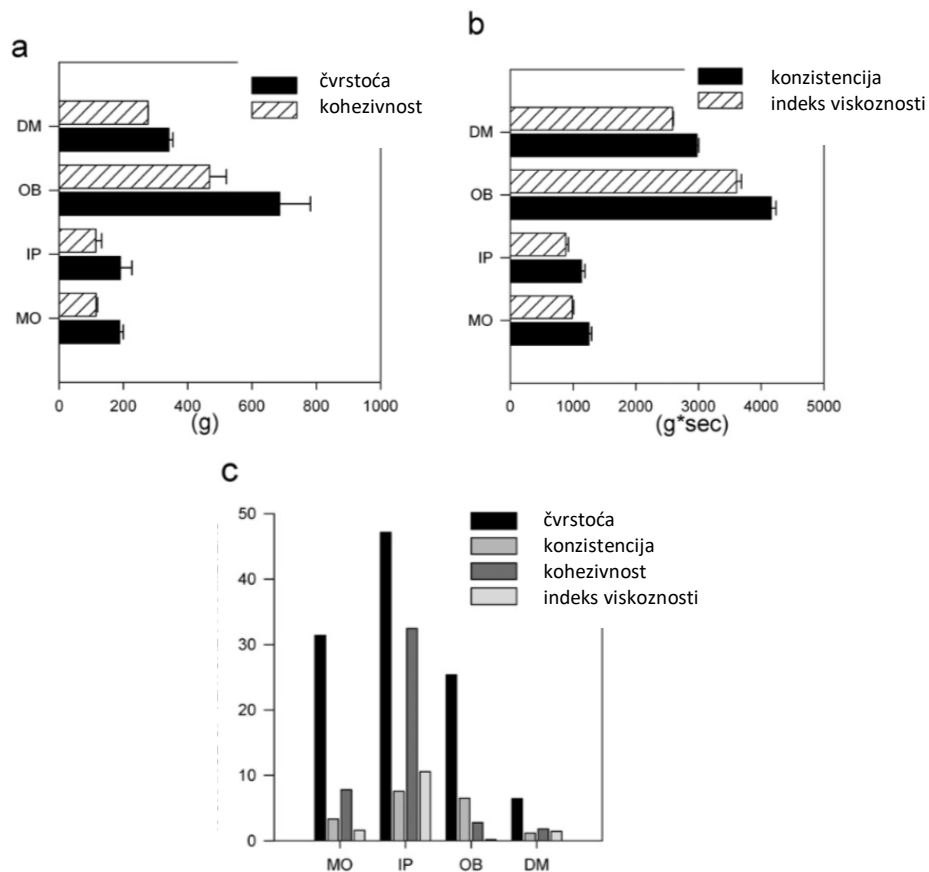 a
čvrstoća
kohezivnost
DM
OB
IP
MO
0 200 400 600 800 1000
(g)
b
konzistencija
indeks viskoznosti
DM
OB
IP
MO
0 1000 2000 3000 4000 5000
(g*sec)
c
50
40
30
20
10
0
čvrstoća
konzistencija
kohezivnost
indeks viskoznosti
MO IP OB DM